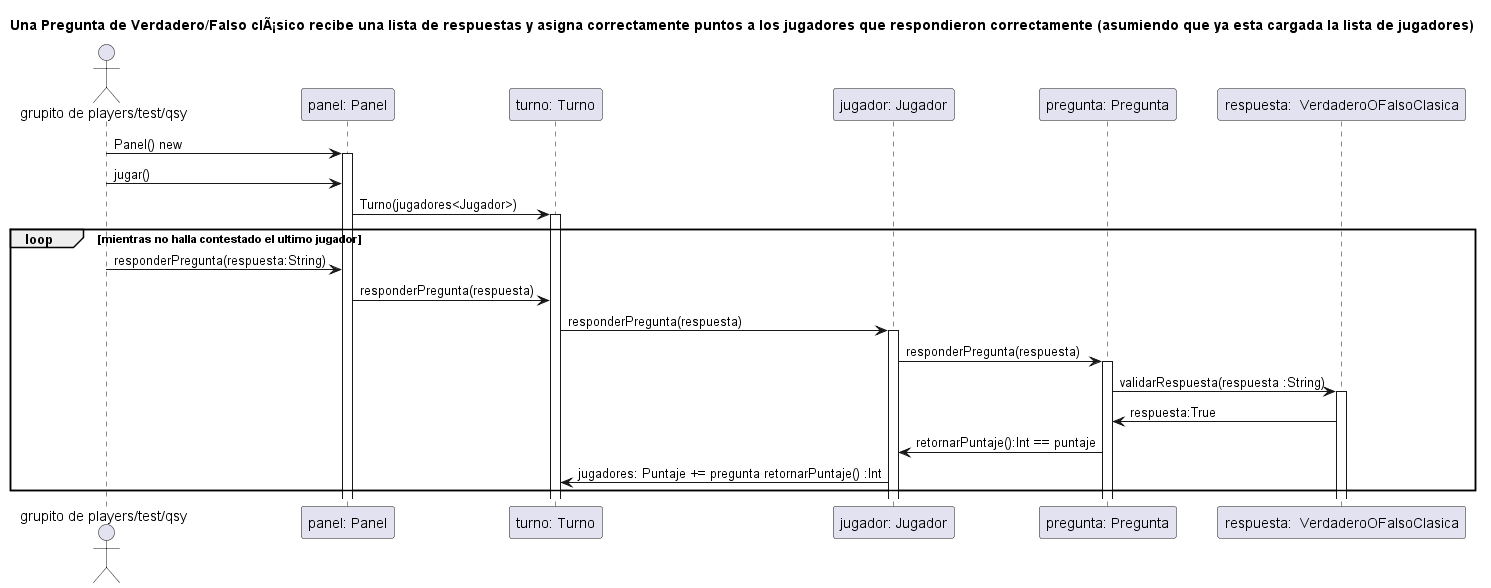 Una Pregunta de Verdadero/Falso clÃ¡sico recibe una lista de respuestas y asigna correctamente puntos a los jugadores que respondieron correctamente (asumiendo que ya esta cargada la lista de jugadores)
grupito de players/test/qsy
panel: Panel
turno: Turno
jugador: Jugador
pregunta: Pregunta
respuesta:  VerdaderoOFalsoClasica
Panel() new
jugar()
Turno(jugadores<Jugador>)
loop
[mientras no halla contestado el ultimo jugador]
responderPregunta(respuesta:String)
responderPregunta(respuesta)
responderPregunta(respuesta)
responderPregunta(respuesta)
validarRespuesta(respuesta :String)
respuesta:True
retornarPuntaje():Int == puntaje
jugadores: Puntaje += pregunta retornarPuntaje() :Int
grupito de players/test/qsy
panel: Panel
turno: Turno
jugador: Jugador
pregunta: Pregunta
respuesta:  VerdaderoOFalsoClasica